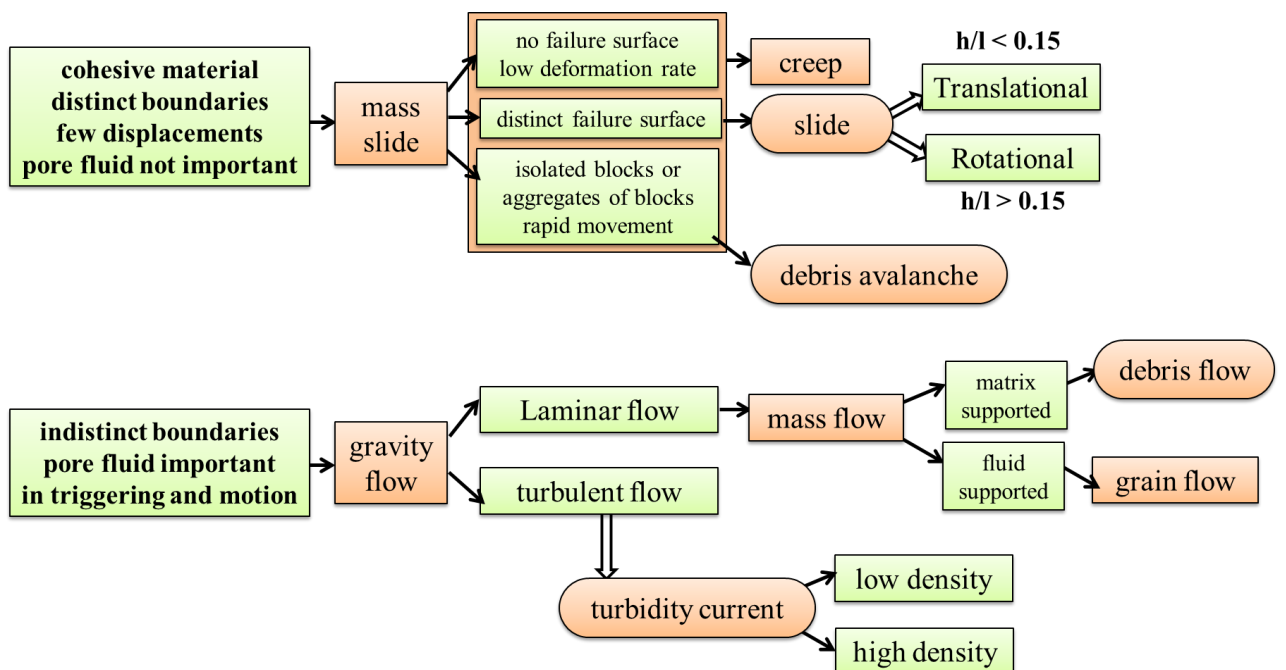 cohesive material
distinct boundaries
few displacements
pore fluid not important
mass
slide
no failure surface
low deformation rate
distinct failure surface
isolated blocks or
aggregates of blocks
rapid movement
creep
slide
debris avalanche
h/l < 0.15
Translational
Rotational
h/l > 0.15
indistinct boundaries
pore fluid important
in triggering and motion
gravity
flow
Laminar flow
turbulent flow
mass flow
matrix
supported
fluid
supported
debris flow
grain flow
turbidity current
low density
high density